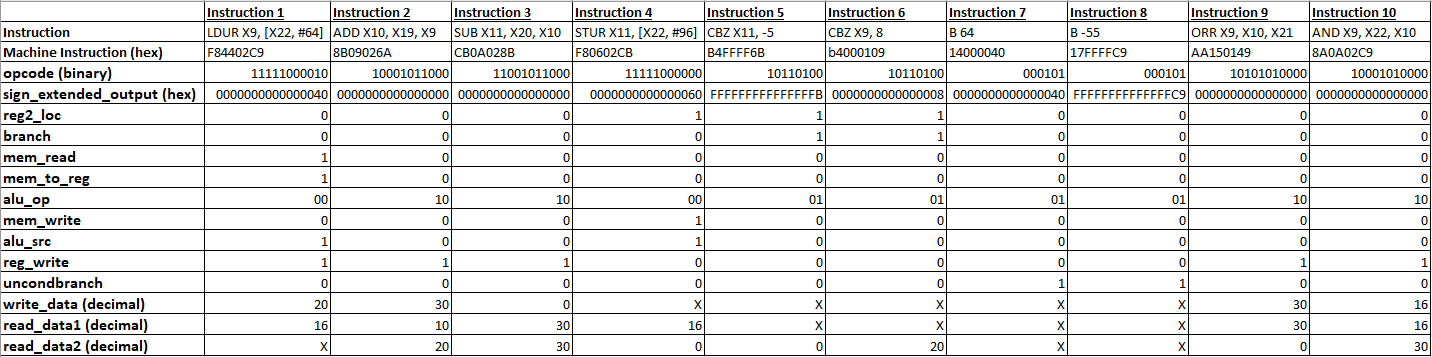 Instruction 1 Instruction 2 Instruction 3 Instruction 4 Instruction 5 Instruction 6 Instruction 7 Instruction 8 Instruction 9 Instruction 10
Instruction LDUR X9, [X22, #64] ADD X10, X19, X9 SUB X11, X20, X10 STUR X11, [X22, #96] CBZ X11, -5 CBZ X9, 8 B 64 B -55 ORR X9, X10, X21 AND X9, X22, X10
Machine Instruction (hex) F84402C9 8B09026A CB0A028B F80602CB B4FFFF6B b4000109 14000040 17FFFFC9 AA150149 8A0A02C9
opcode (binary) 11111000010 10001011000 11001011000 11111000000 10110100 10110100 000101 000101 10101010000 10001010000
sign_extended_output (hex) 0000000000000040 0000000000000000 0000000000000000 0000000000000060 FFFFFFFFFFFFFFFB 0000000000000008 0000000000000040 FFFFFFFFFFFFFFC9 0000000000000000 0000000000000000
reg2_loc 0 0 0 1 1 1 0 0 0 0
branch 0 0 0 0 1 1 0 0 0 0
mem_read 1 0 0 0 0 0 0 0 0 0
mem_to_reg 1 0 0 0 0 0 0 0 0 0
alu_op 00 10 10 00 01 01 01 01 10 10
mem_write 0 0 0 1 0 0 0 0 0 0
alu_src 1 0 0 1 0 0 0 0 0 0
reg_write 1 1 1 0 0 0 0 0 1 1
uncondbranch 0 0 0 0 0 0 1 1 0 0
write_data (decimal) 20 30 0 X X X X X 30 16
read_data1 (decimal) 16 10 30 16 X X X X 30 16
read_data2 (decimal) X 20 30 0 0 20 X X 0 30